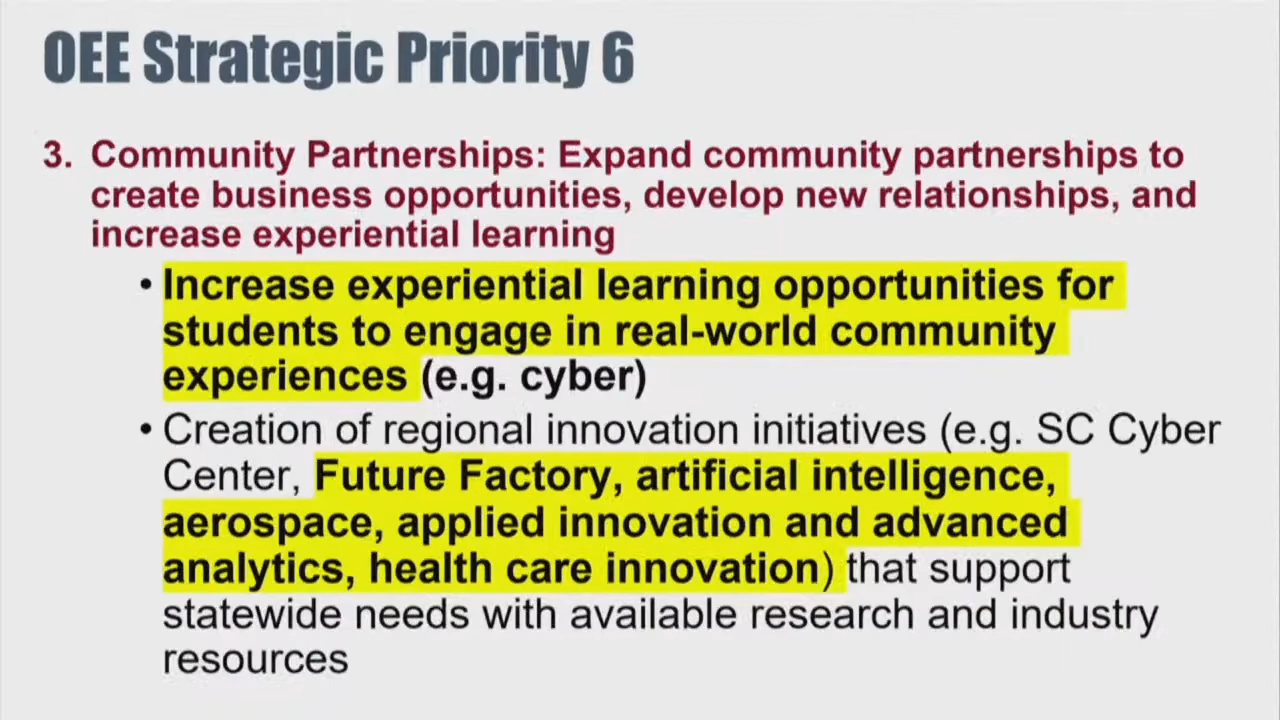 OEE Strategic Priority 6
3. Community Partnerships: Expand community partnerships to
create business opportunities, develop new relationships, and
increase experiential learning
• Increase experiential learning opportunities for
students to engage in real-world community
experiences (e.g. cyber)
• Creation of regional innovation initiatives (e.g. SC Cyber
Center, Future Factory, artificial intelligence,
aerospace, applied innovation and advanced
analytics, health care innovation) that support
statewide needs with available research and industry
resources